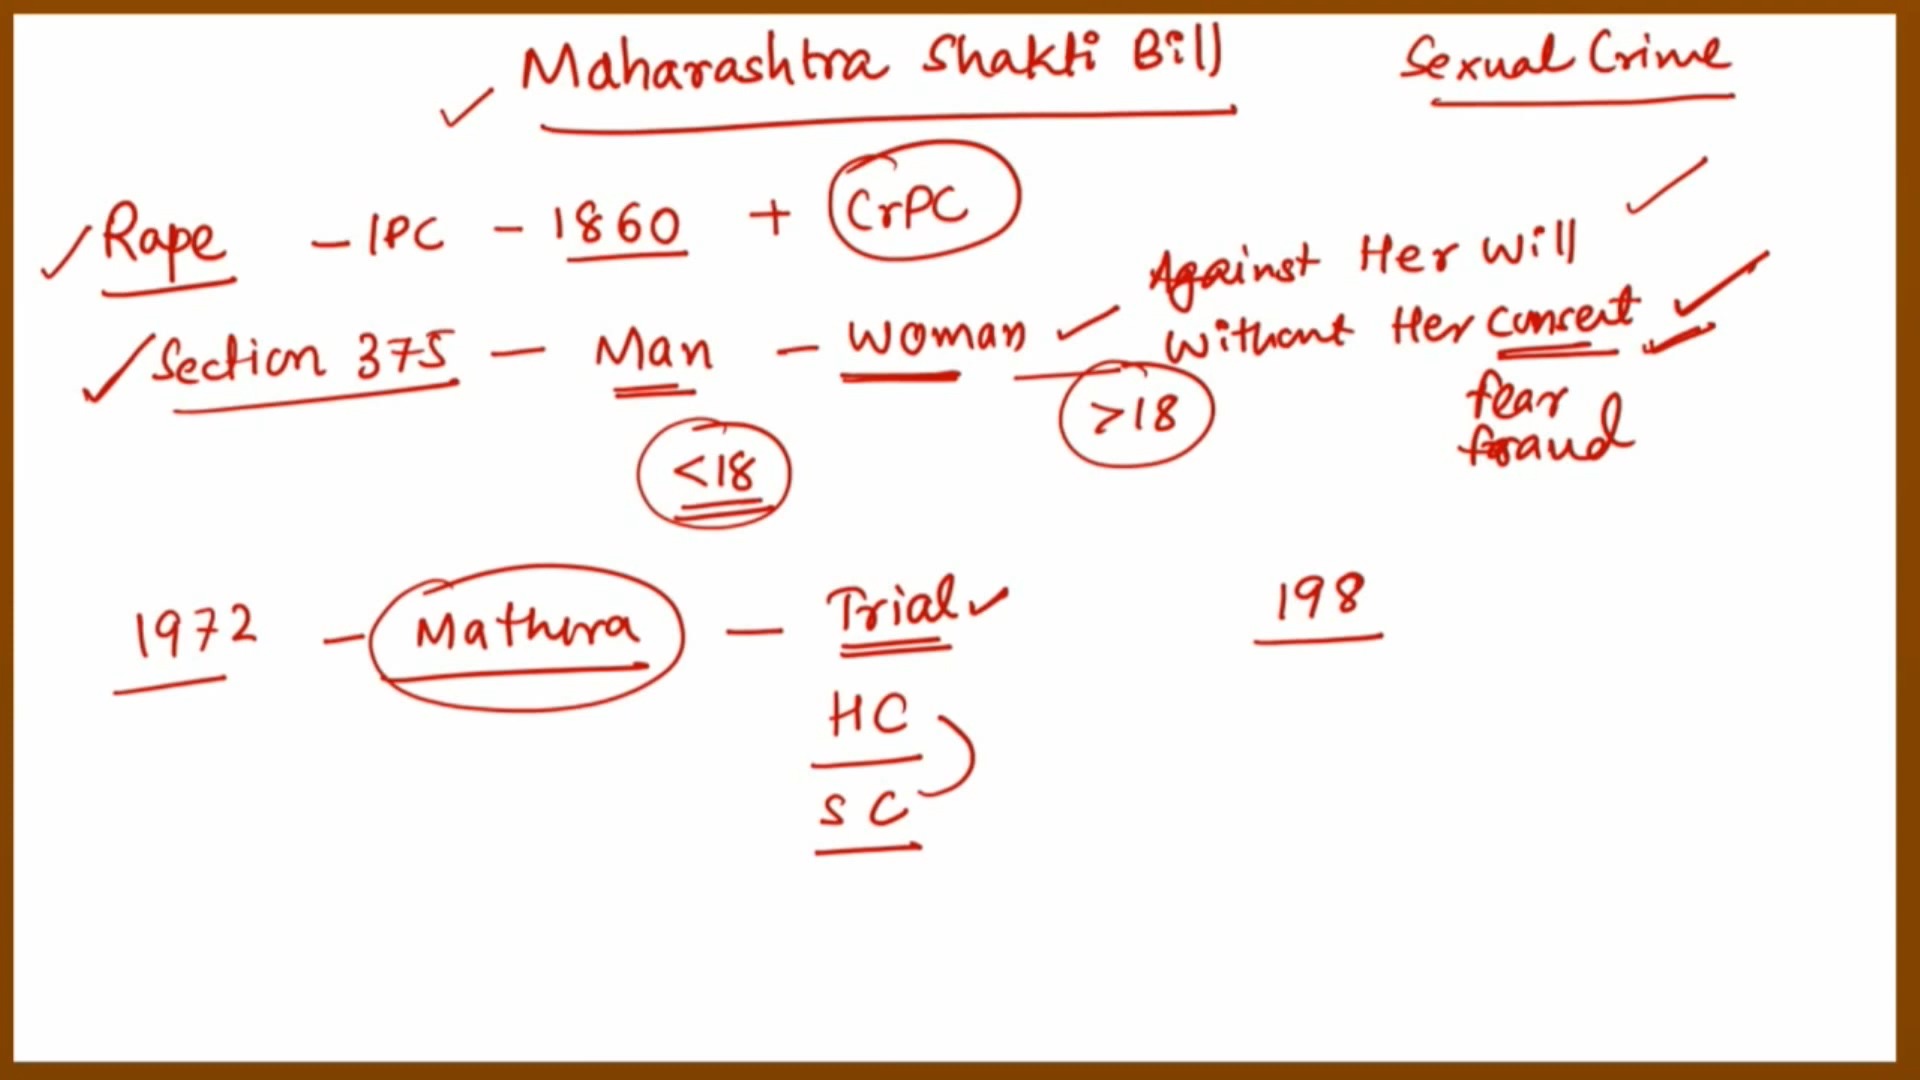 Maharashtra Shakti Bill
Sexual Crime
Rape - IPC - 1860 + CrPC
Against Her Will
Section 375 - Man - Woman
Without Her consent
<18
>18
fear
fraud
1972 - Mathura - Trial
198
HC
SC